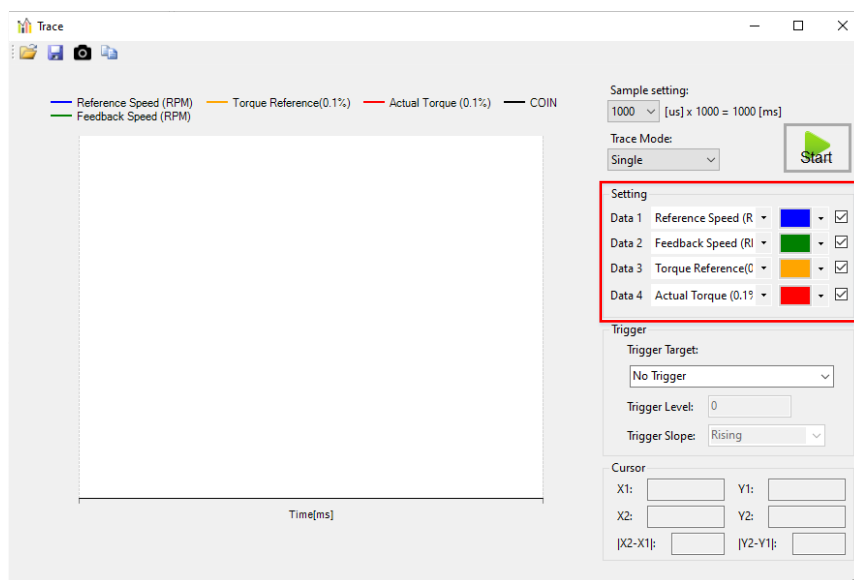 Trace
Reference Speed (RPM) Torque Reference(0.1%) Actual Torque (0.1%) COIN
Feedback Speed (RPM)
Time[ms]
Sample setting:
1000 [us] x 1000 = 1000 [ms]
Trace Mode:
Single
Start
Setting
Data 1 Reference Speed (R
Data 2 Feedback Speed (RI
Data 3 Torque Reference(0
Data 4 Actual Torque (0.1%
Trigger
Trigger Target:
No Trigger
Trigger Level: 0
Trigger Slope: Rising
Cursor
X1: Y1:
X2: Y2:
|X2-X1|: |Y2-Y1|: